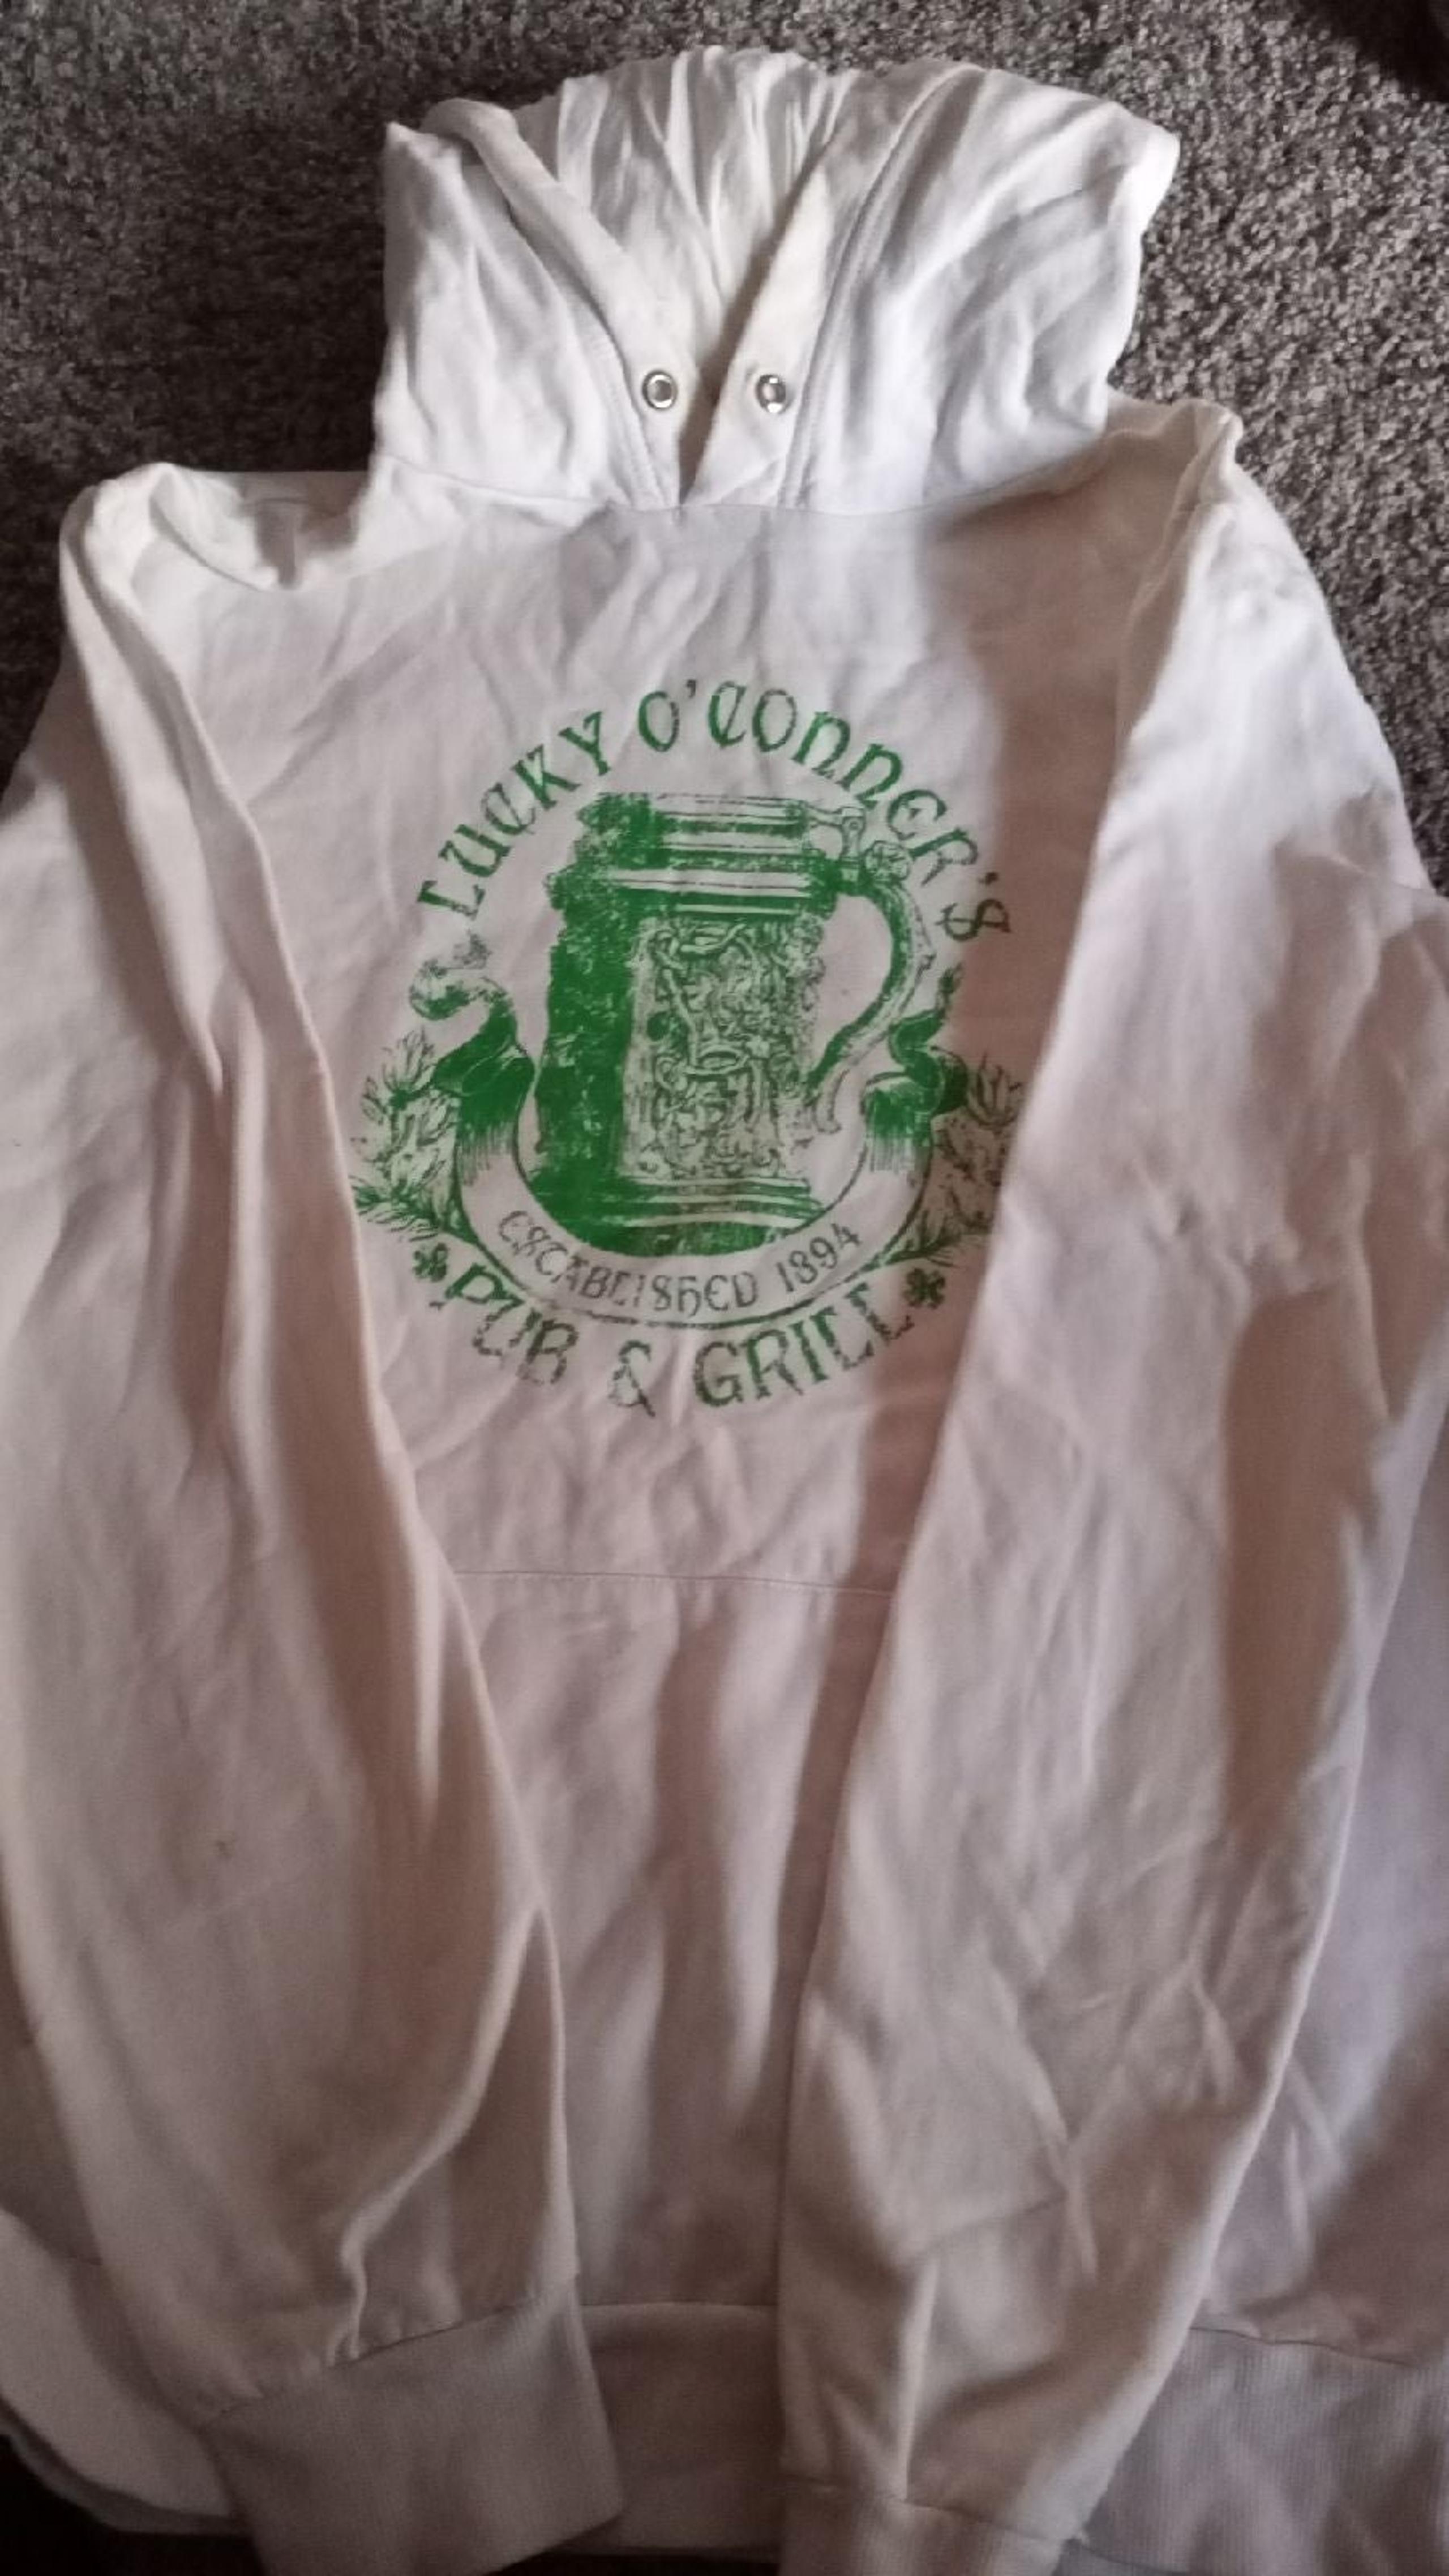 LUCKY O'CONNER'S
ESTABLISHED 1894
PUB & GRILL